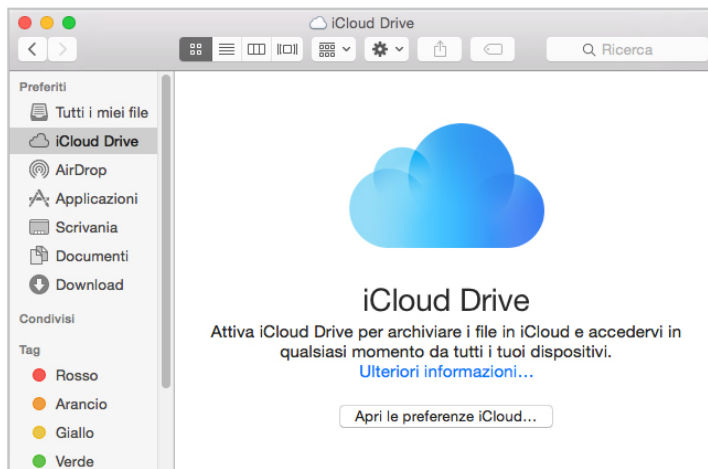 iCloud Drive
Ricerca
Preferiti
Tutti i miei file
iCloud Drive
AirDrop
Applicazioni
Scrivania
Documenti
Download
Condivisi
Tag
Rosso
Arancio
Giallo
Verde
iCloud Drive
Attiva iCloud Drive per archiviare i file in iCloud e accedervi in
qualsiasi momento da tutti i tuoi dispositivi.
Ulteriori informazioni...
Apri le preferenze iCloud...